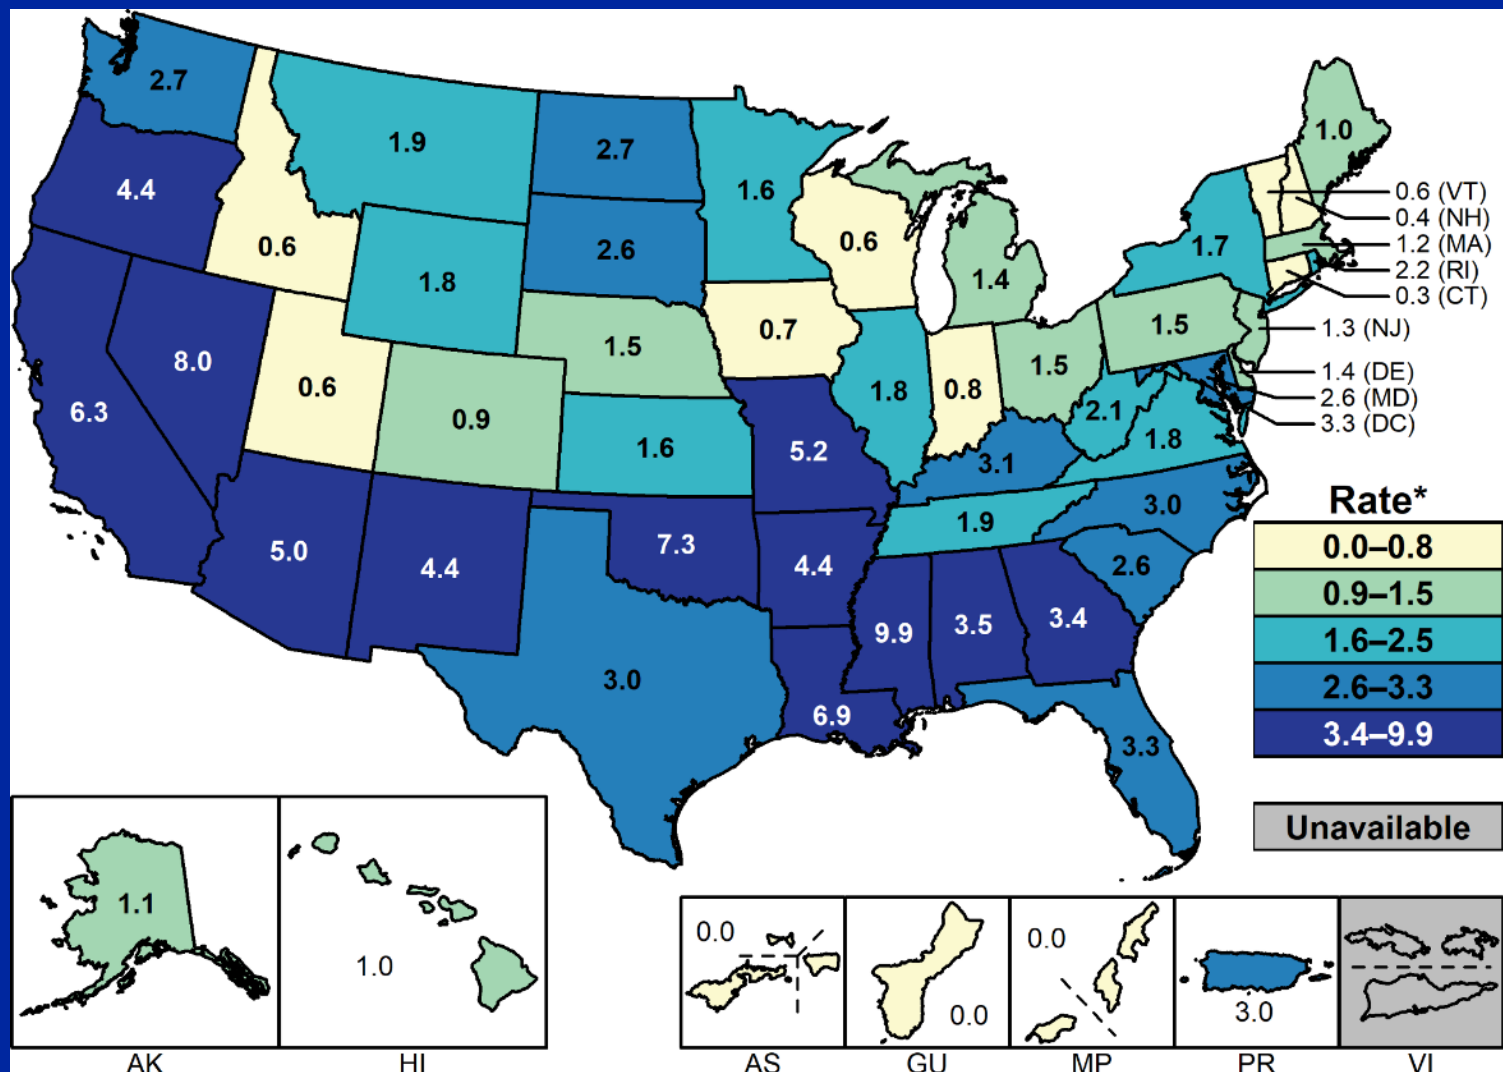 2.7
1.9
2.7
1.0
4.4
1.6
0.6 (VT)
0.4 (NH)
0.6
2.6
0.6
1.7
1.2 (MA)
2.2 (RI)
1.8
1.4
0.3 (CT)
1.5
0.7
1.5
1.3 (NJ)
8.0
0.6
1.8
0.8
1.5
1.4 (DE)
6.3
0.9
2.1
2.6 (MD)
3.3 (DC)
1.6
5.2
3.1
1.8
5.0
4.4
7.3
4.4
1.9
3.0
2.6
3.0
6.9
9.9
3.5
3.4
3.3
Rate*
0.0–0.8
0.9–1.5
1.6–2.5
2.6–3.3
3.4–9.9
Unavailable
1.1
1.0
0.0
0.0
0.0
3.0
AK
HI
AS
GU
MP
PR
VI